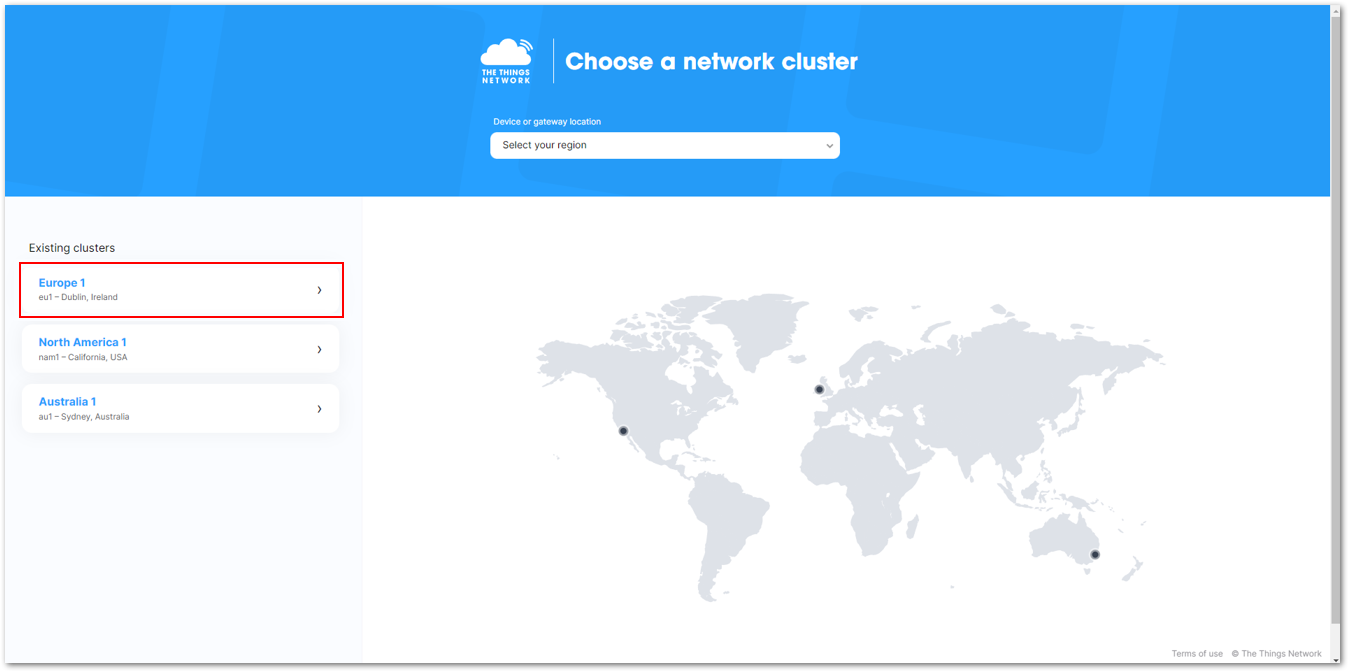 THE THINGS
NETWORK
Choose a network cluster
Device or gateway location
Select your region
Existing clusters
Europe 1
eu1 – Dublin, Ireland
North America 1
nam1 – California, USA
Australia 1
au1 – Sydney, Australia
Terms of use © The Things Network